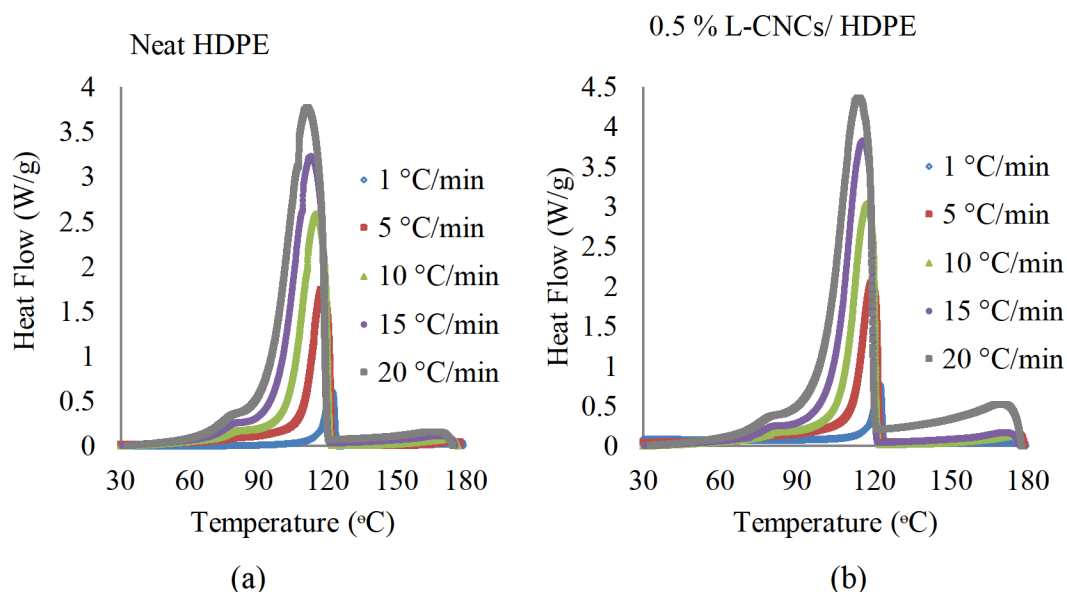 Neat HDPE
4
3.5
3
2.5
2
1.5
1
0.5
0
30 60 90 120 150 180
Heat Flow (W/g)
Temperature (°C)
1 °C/min
5 °C/min
10 °C/min
15 °C/min
20 °C/min
(a)
0.5 % L-CNCs/ HDPE
4.5
4
3.5
3
2.5
2
1.5
1
0.5
0
30 60 90 120 150 180
Heat Flow (W/g)
Temperature (°C)
1 °C/min
5 °C/min
10 °C/min
15 °C/min
20 °C/min
(b)